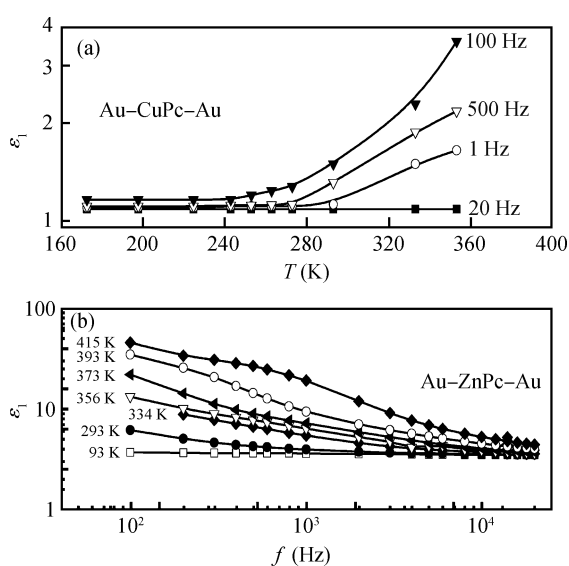 4
(a)
100 Hz
3
Au−CuPc−Au
500 Hz
2
ε₁
1 Hz
20 Hz
1
160 200 240 280 320 360 400
T (K)
100
(b)
415 K
393 K
Au−ZnPc−Au
373 K
ε₁
356 K
10
334 K
293 K
93 K
1
10² 10³ 10⁴
f (Hz)